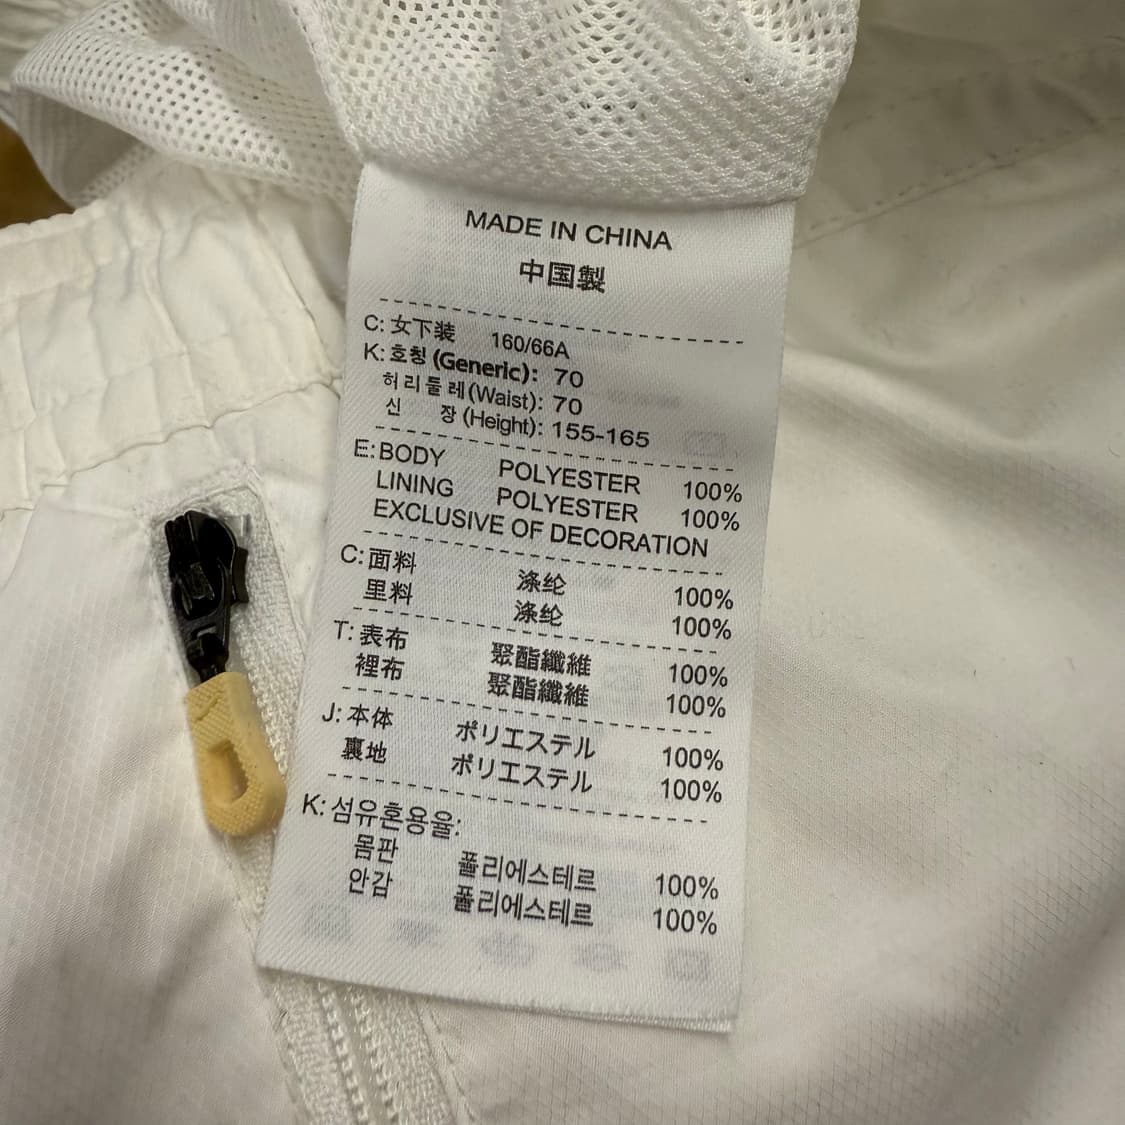 MADE IN CHINA
中国製
C: 女下装 160/66A
K: 호칭 (Generic): 70
허리둘레 (Waist): 70
신 장 (Height): 155-165
E: BODY POLYESTER 100%
LINING POLYESTER 100%
EXCLUSIVE OF DECORATION
C: 面料 涤纶 100%
里料 涤纶 100%
T: 表布 聚酯纖維 100%
裡布 聚酯纖維 100%
J: 本体 ポリエステル 100%
裏地 ポリエステル 100%
K: 섬유혼용율:
몸판 폴리에스테르 100%
안감 폴리에스테르 100%